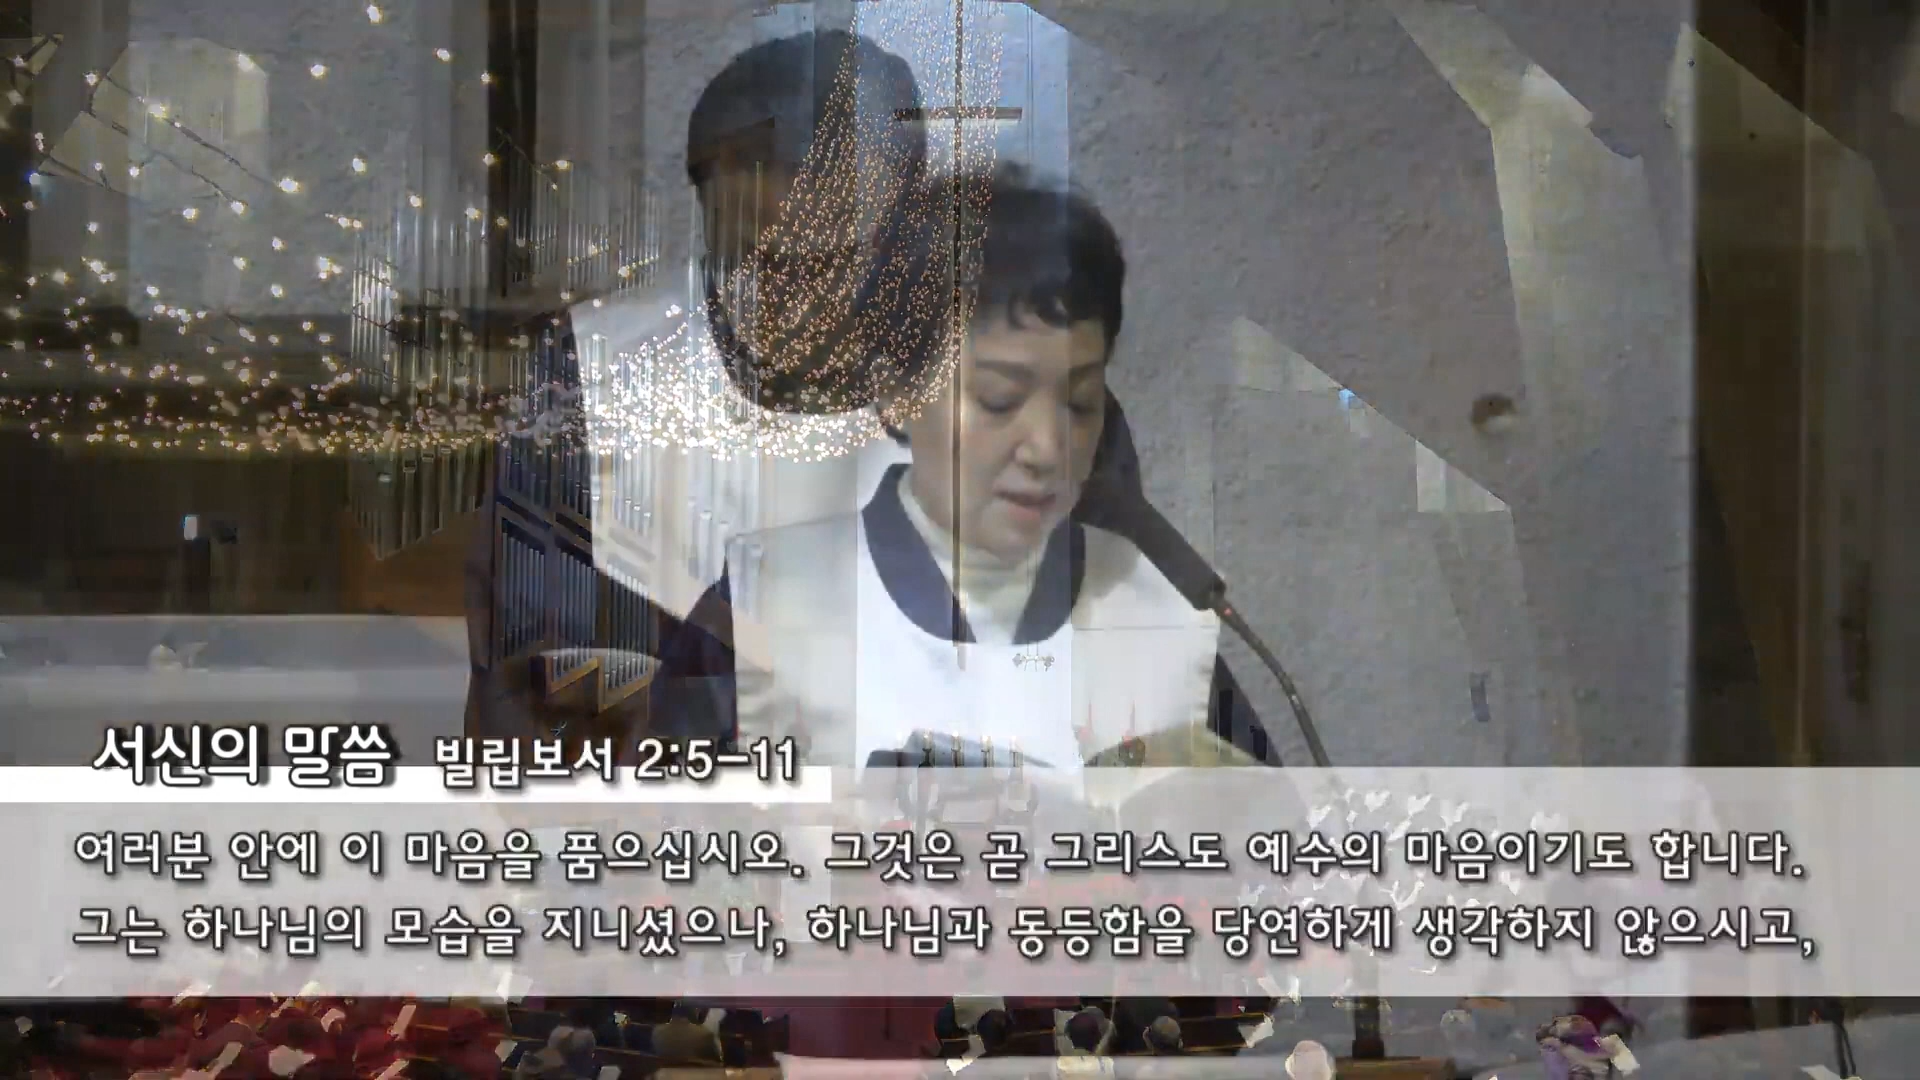 서신의 말씀 빌립보서 2:5-11
여러분 안에 이 마음을 품으십시오. 그것은 곧 그리스도 예수의 마음이기도 합니다.
그는 하나님의 모습을 지니셨으나, 하나님과 동등함을 당연하게 생각하지 않으시고,